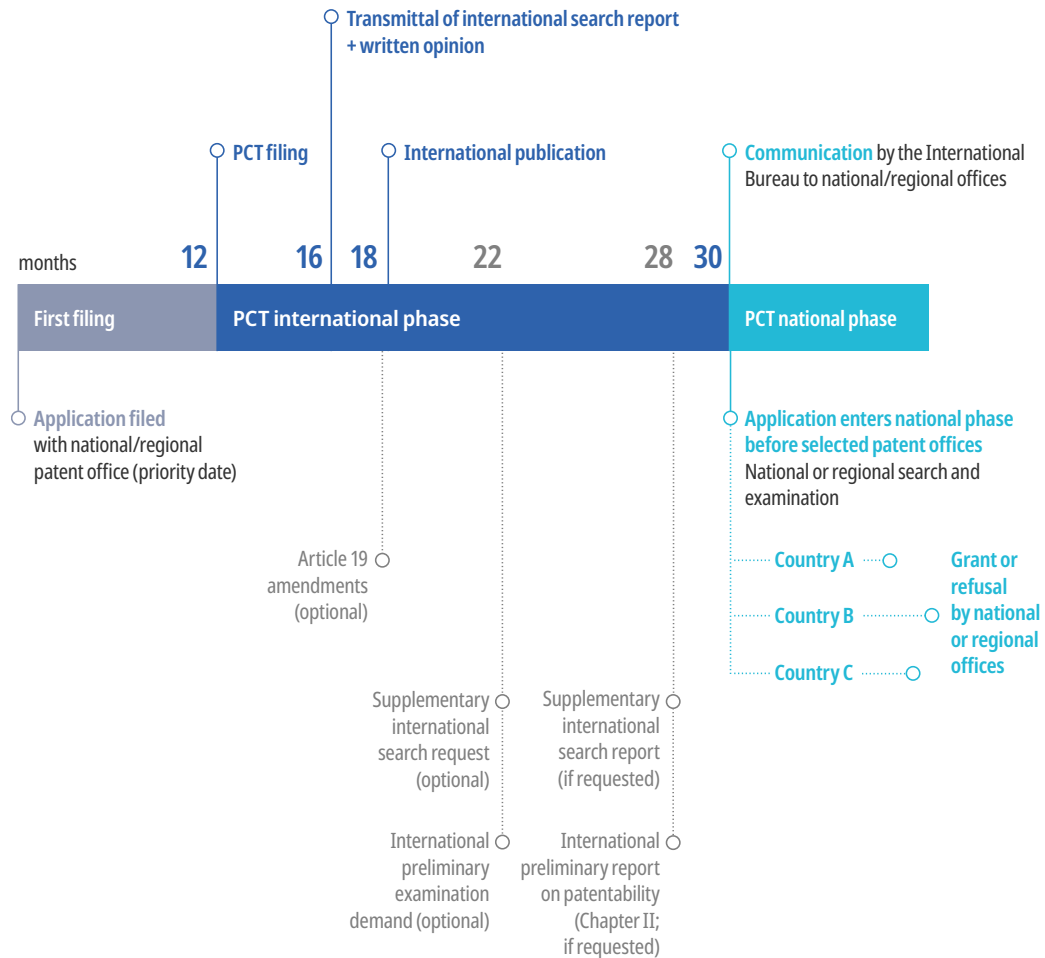 Transmittal of international search report
+ written opinion
PCT filing
International publication
Communication by the International
Bureau to national/regional offices
months
12
16
18
22
28
30
First filing
PCT international phase
PCT national phase
Application filed
with national/regional
patent office (priority date)
Application enters national phase
before selected patent offices
National or regional search and
examination
Article 19
amendments
(optional)
Country A
Country B
Country C
Grant or
refusal
by national
or regional
offices
Supplementary
international
search request
(optional)
Supplementary
international
search report
(if requested)
International
preliminary
examination
demand (optional)
International
preliminary report
on patentability
(Chapter II;
if requested)